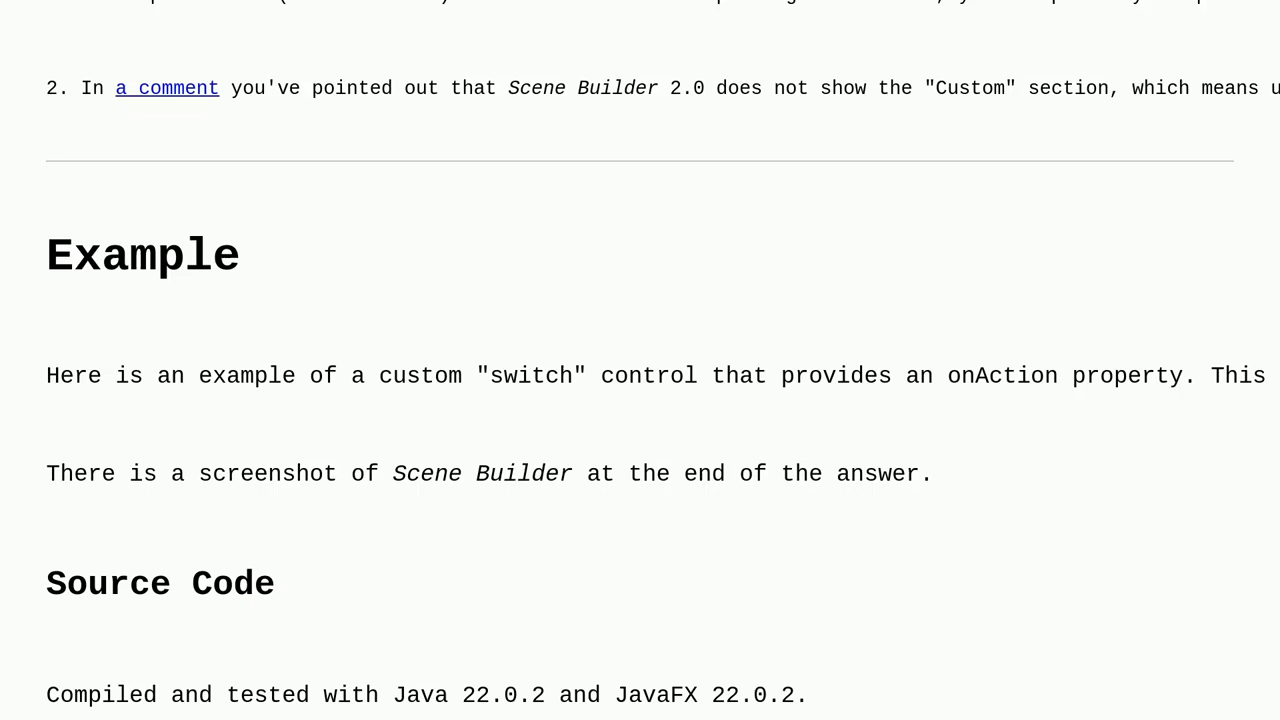 2. In a comment you've pointed out that Scene Builder 2.0 does not show the "Custom" section, which means
Example
Here is an example of a custom "switch" control that provides an onAction property. This
There is a screenshot of Scene Builder at the end of the answer.
Source Code
Compiled and tested with Java 22.0.2 and JavaFX 22.0.2.